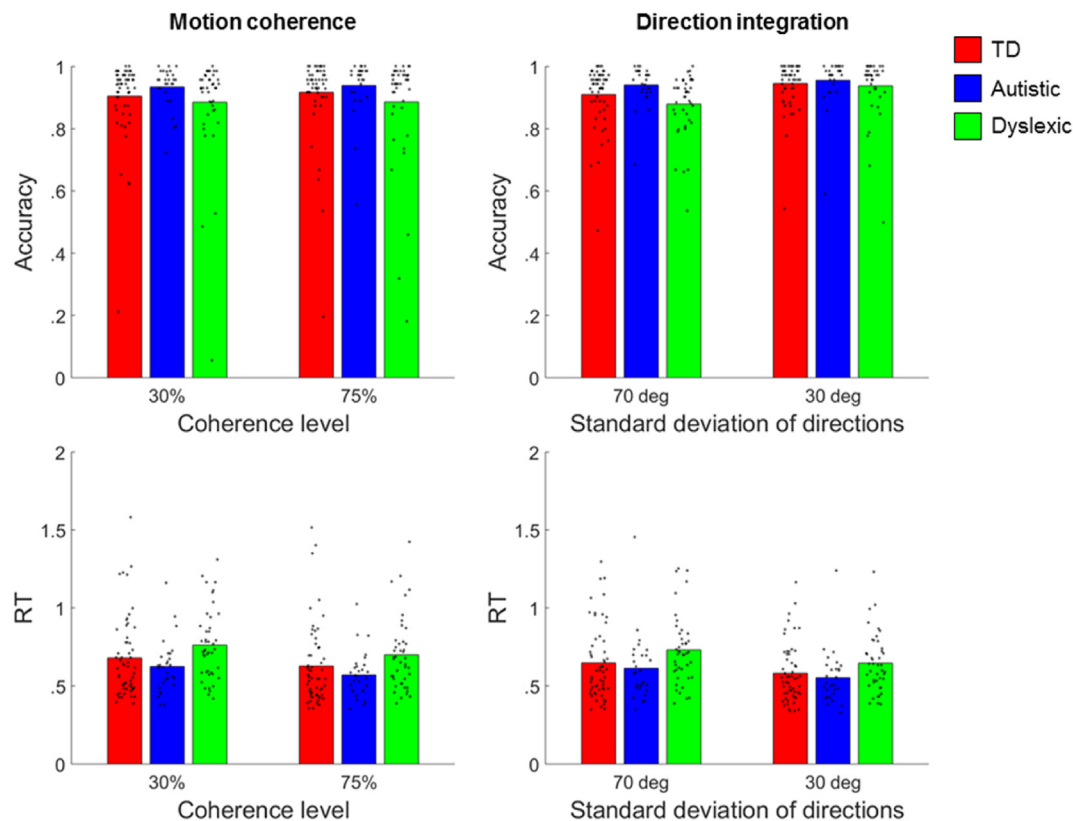 Motion coherence
Direction integration
TD
Autistic
Dyslexic
Accuracy
1
.8
.6
.4
.2
0
30%
75%
Coherence level
Accuracy
1
.8
.6
.4
.2
0
70 deg
30 deg
Standard deviation of directions
RT
2
1.5
1
.5
0
30%
75%
Coherence level
RT
2
1.5
1
.5
0
70 deg
30 deg
Standard deviation of directions